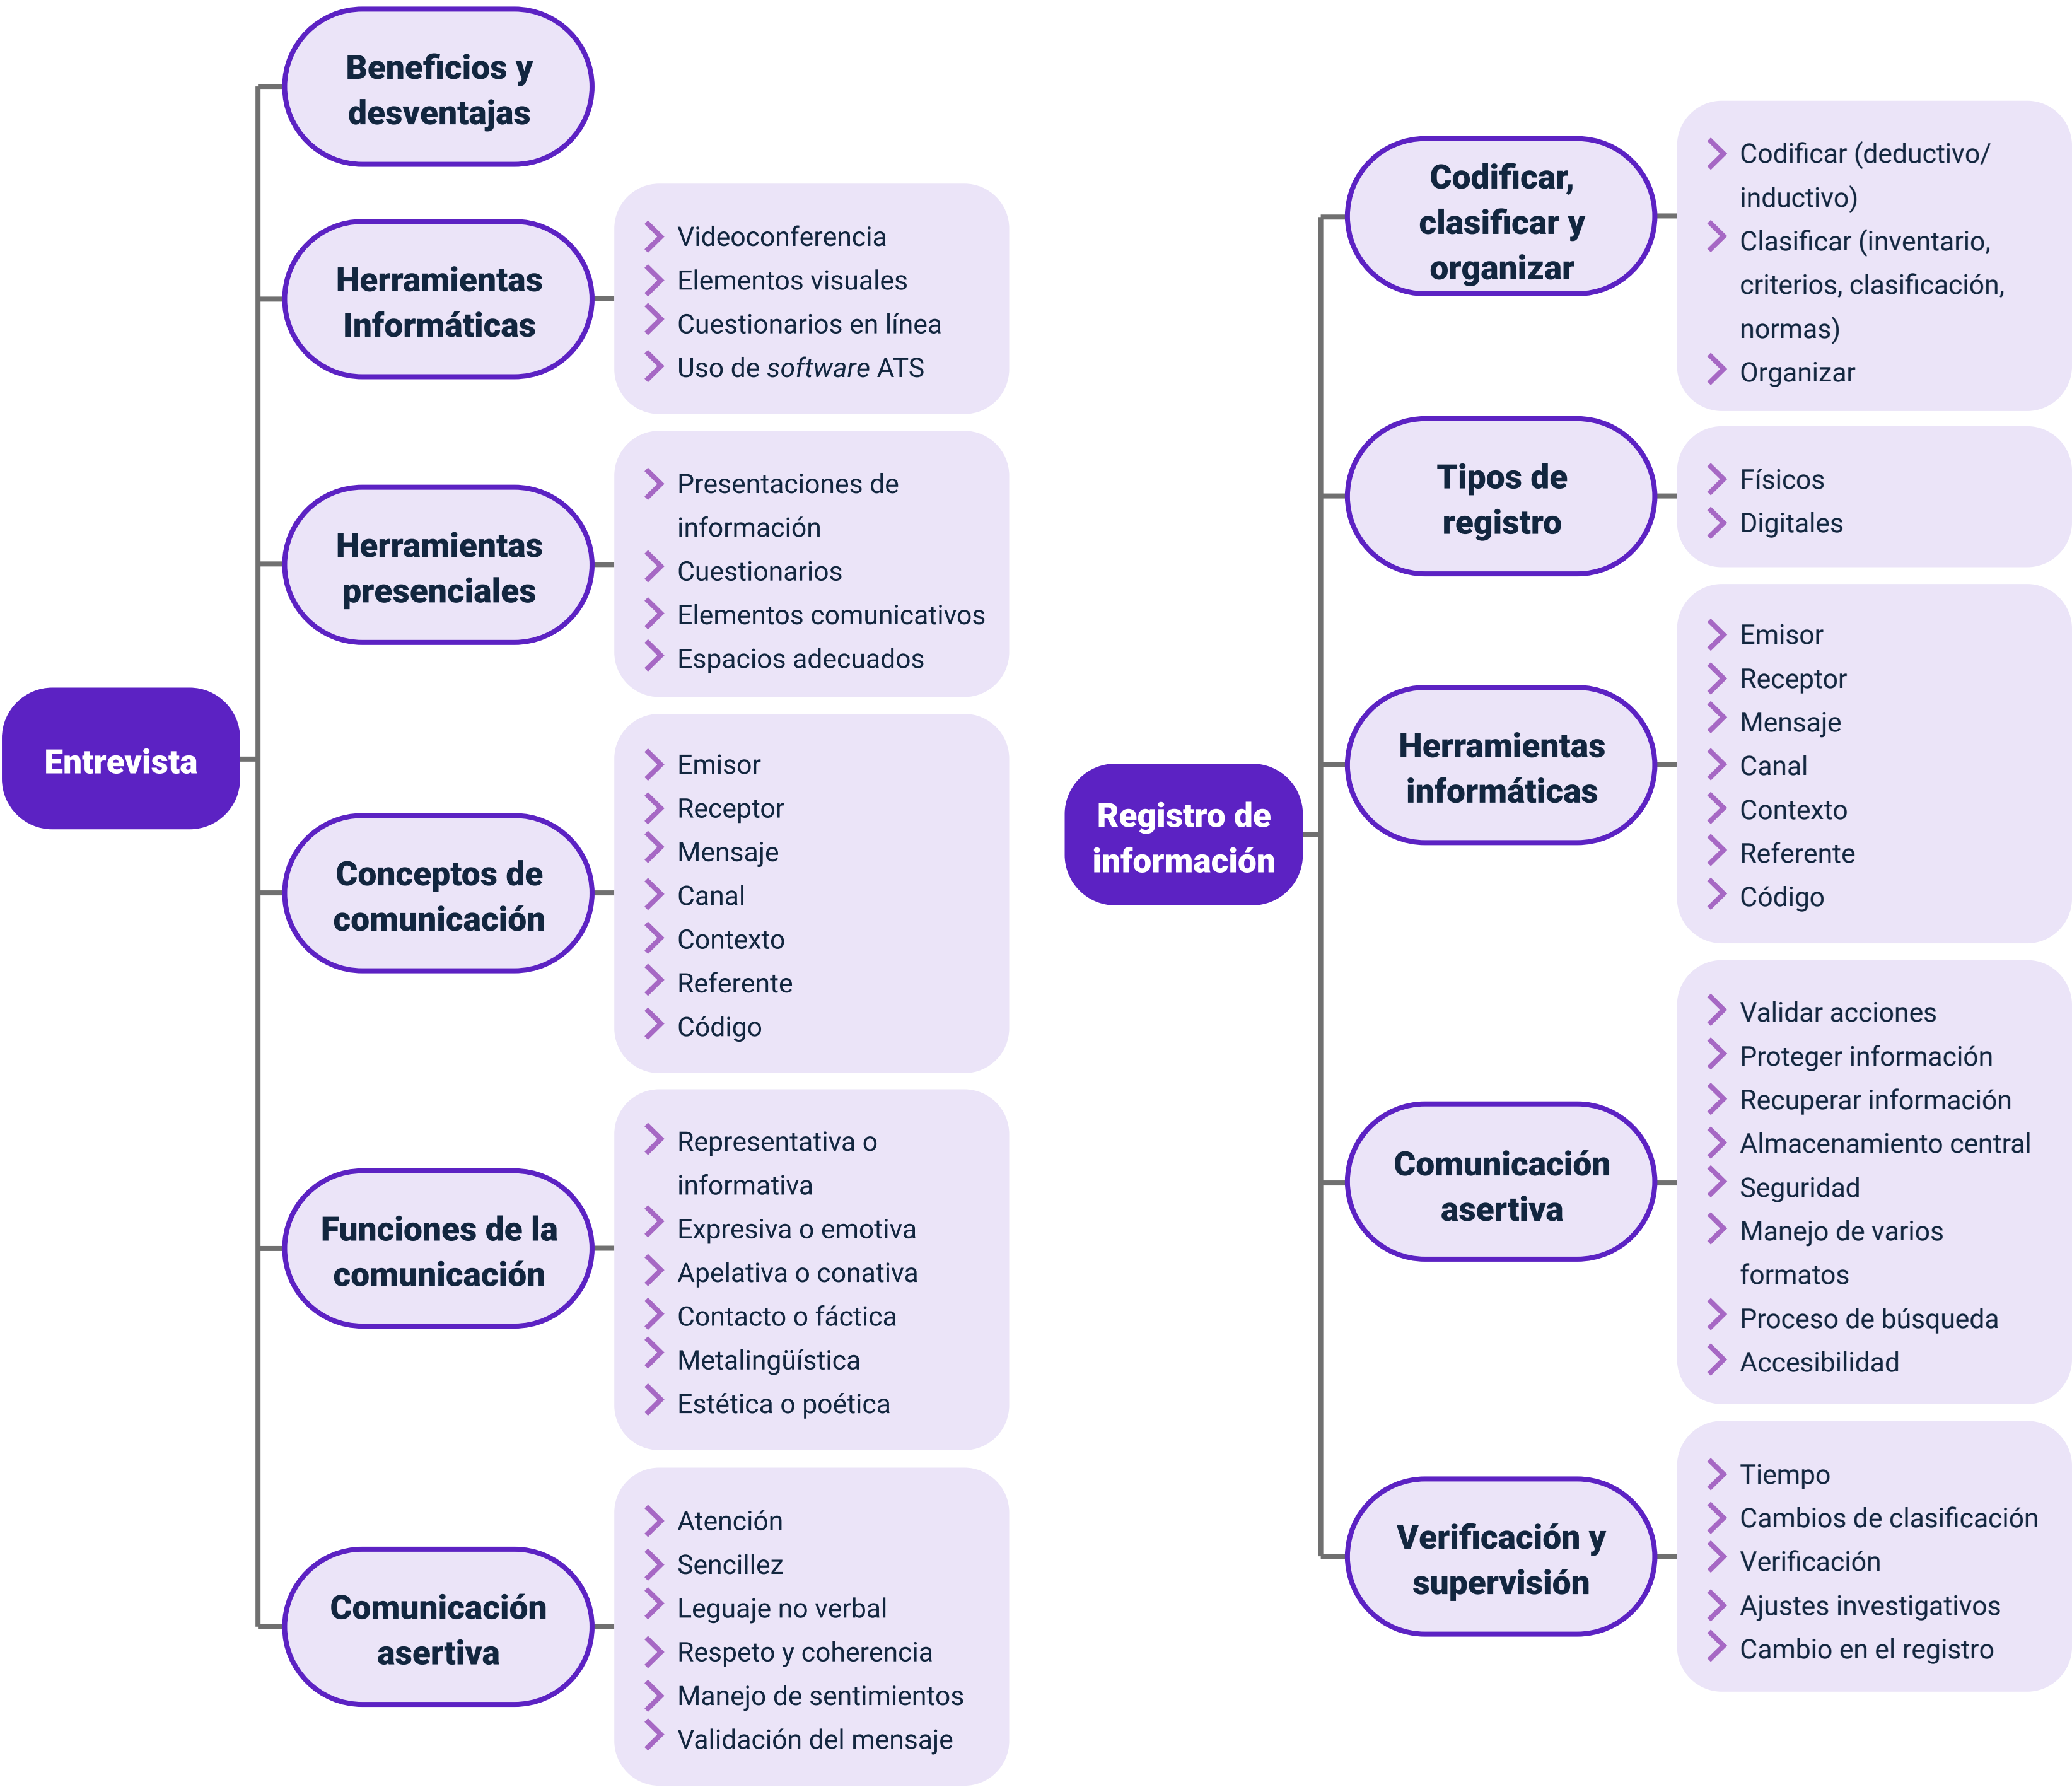 Entrevista
Beneficios y
desventajas
Herramientas
Informáticas
Videoconferencia
Elementos visuales
Cuestionarios en línea
Uso de software ATS
Herramientas
presenciales
Presentaciones de
información
Cuestionarios
Elementos comunicativos
Espacios adecuados
Conceptos de
comunicación
Emisor
Receptor
Mensaje
Canal
Contexto
Referente
Código
Funciones de la
comunicación
Representativa o
informativa
Expresiva o emotiva
Apelativa o conativa
Contacto o fáctica
Metalingüística
Estética o poética
Comunicación
asertiva
Atención
Sencillez
Leguaje no verbal
Respeto y coherencia
Manejo de sentimientos
Validación del mensaje
Registro de
información
Codificar,
clasificar y
organizar
Codificar (deductivo/
inductivo)
Clasificar (inventario,
criterios, clasificación,
normas)
Organizar
Tipos de
registro
Físicos
Digitales
Herramientas
informáticas
Emisor
Receptor
Mensaje
Canal
Contexto
Referente
Código
Comunicación
asertiva
Validar acciones
Proteger información
Recuperar información
Almacenamiento central
Seguridad
Manejo de varios
formatos
Proceso de búsqueda
Accesibilidad
Verificación y
supervisión
Tiempo
Cambios de clasificación
Verificación
Ajustes investigativos
Cambio en el registro